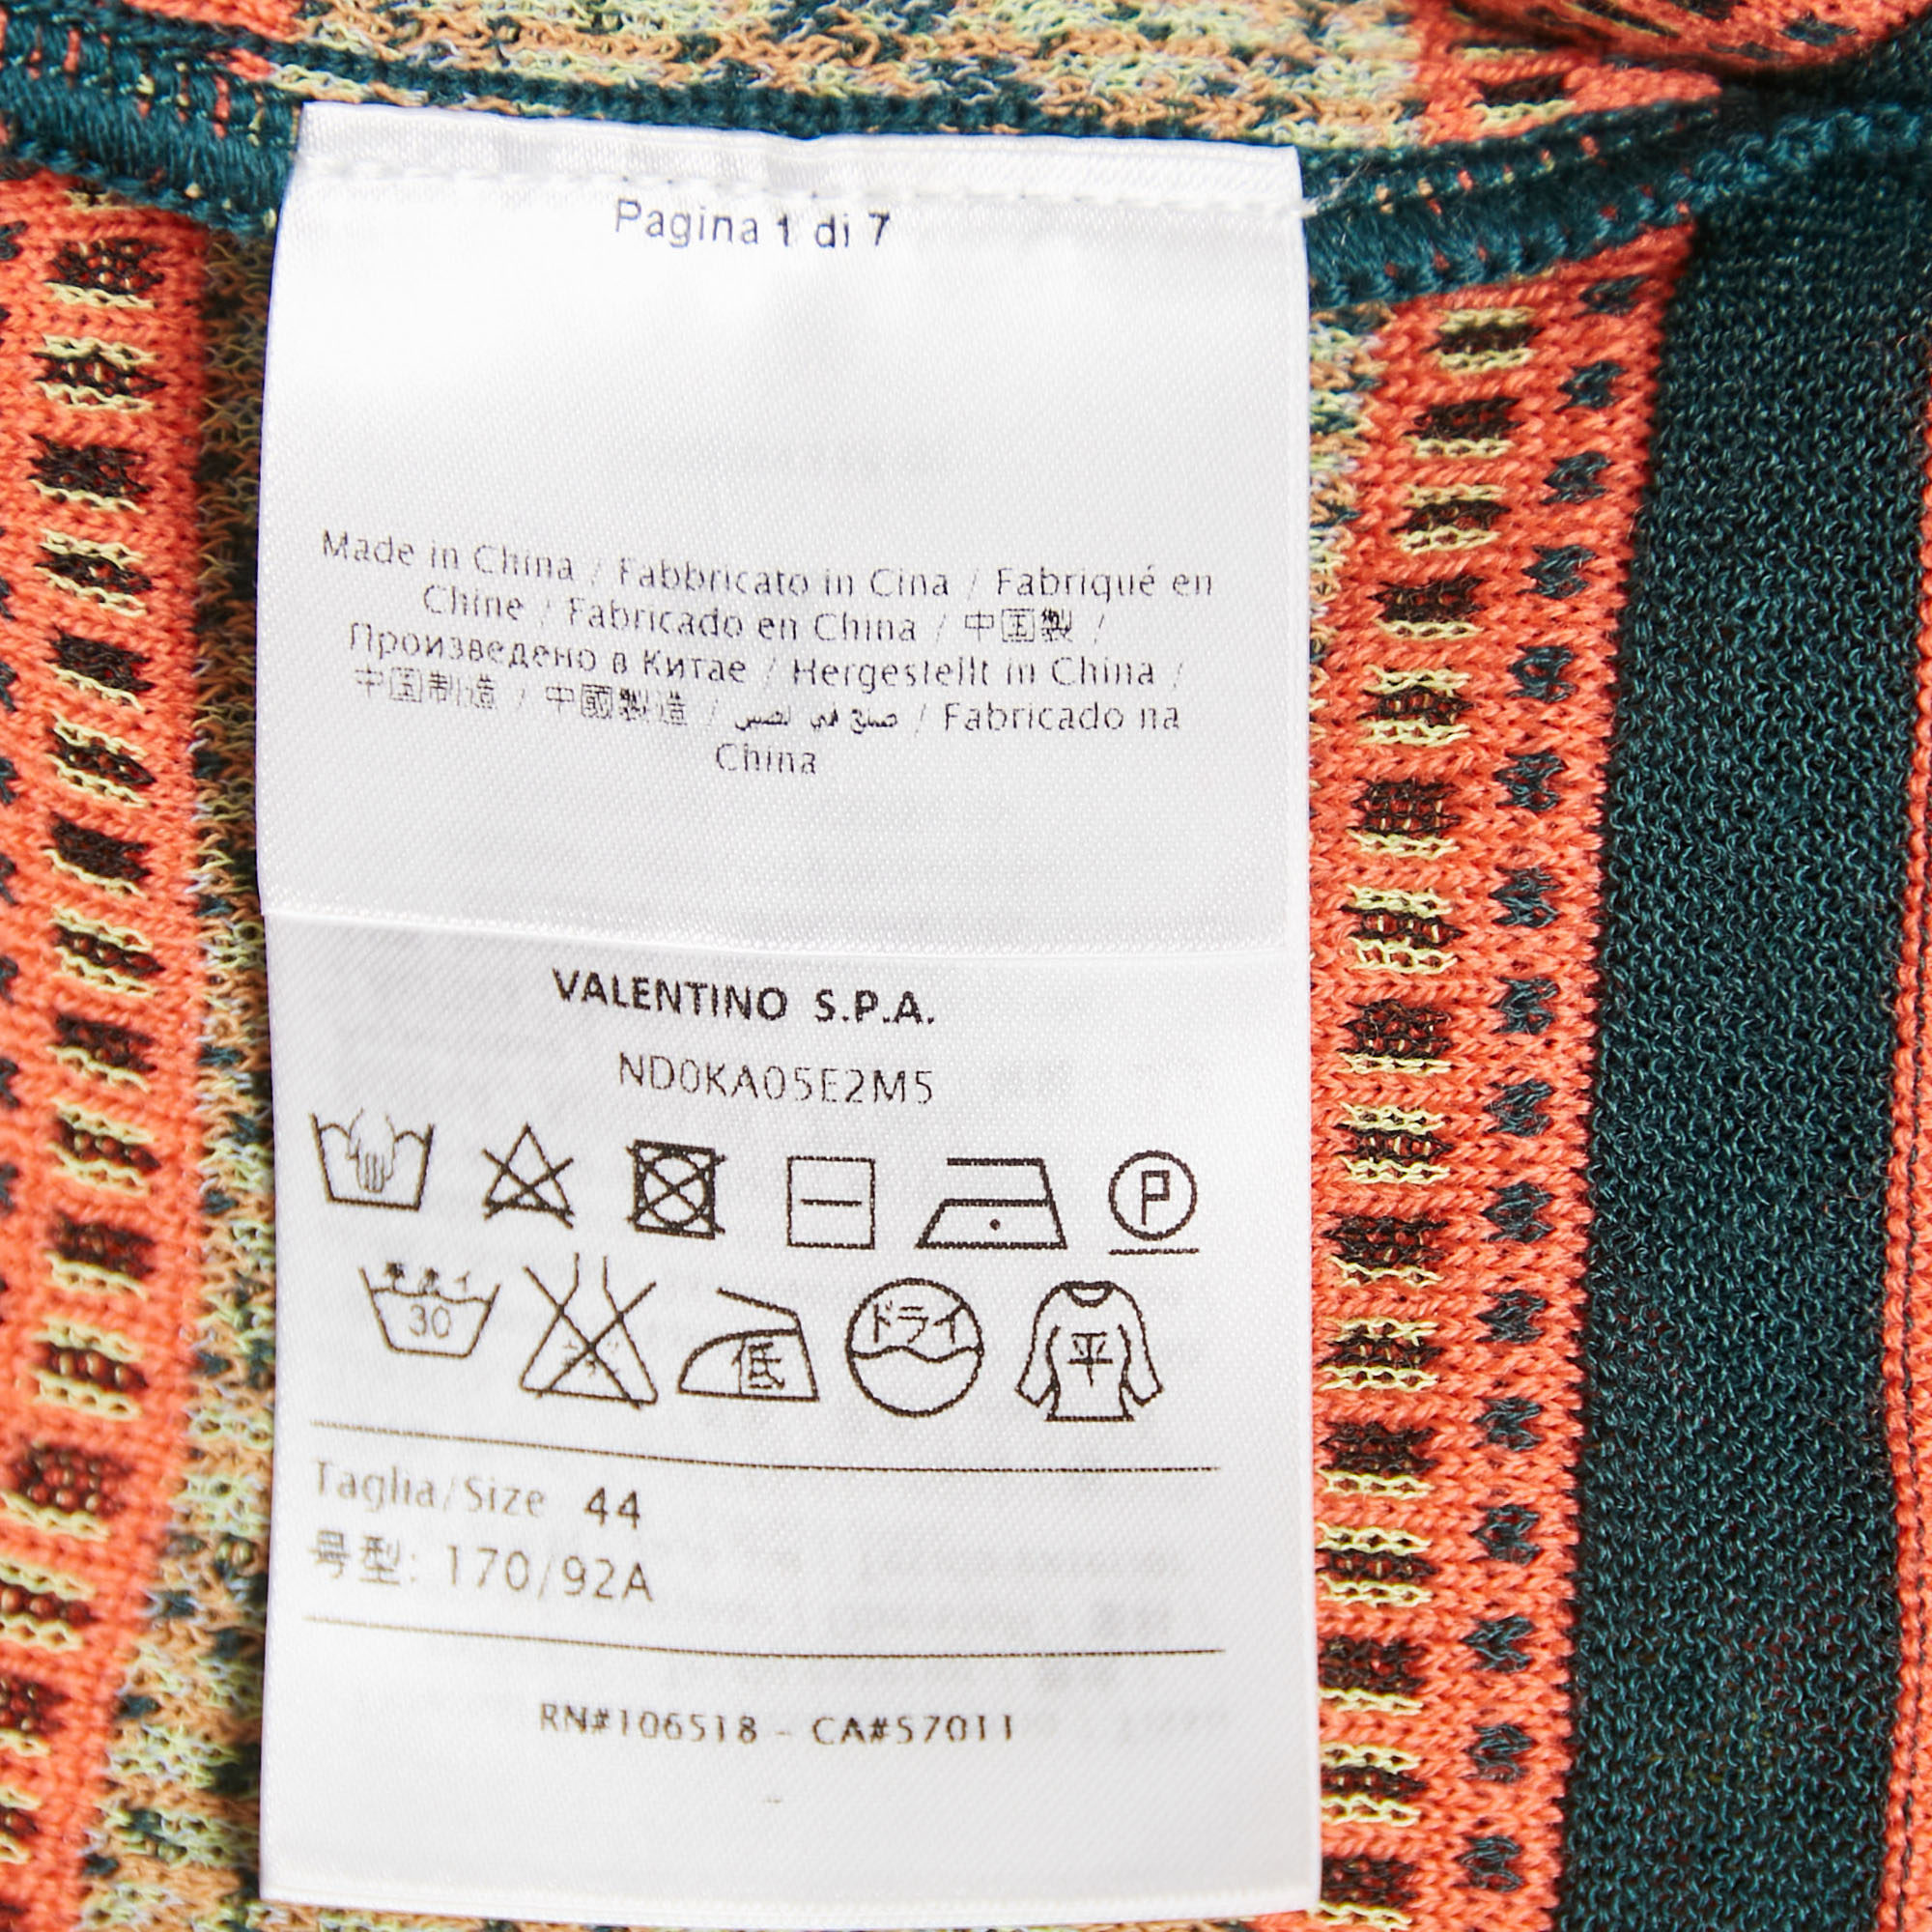 Pagina 1 di 7
Made in China / Fabbricato in Cina / Fabriqué en
Chine / Fabricado en China / 中国製 /
Произведено в Китае / Hergestellt in China /
中国制造 / 中國製造 / صنع في الصين / Fabricado na
China
VALENTINO S.P.A.
ND0KA05E2M5
P
30
低
ドライ
平
Taglia/Size 44
号型: 170/92A
RN#106518 - CA#57011